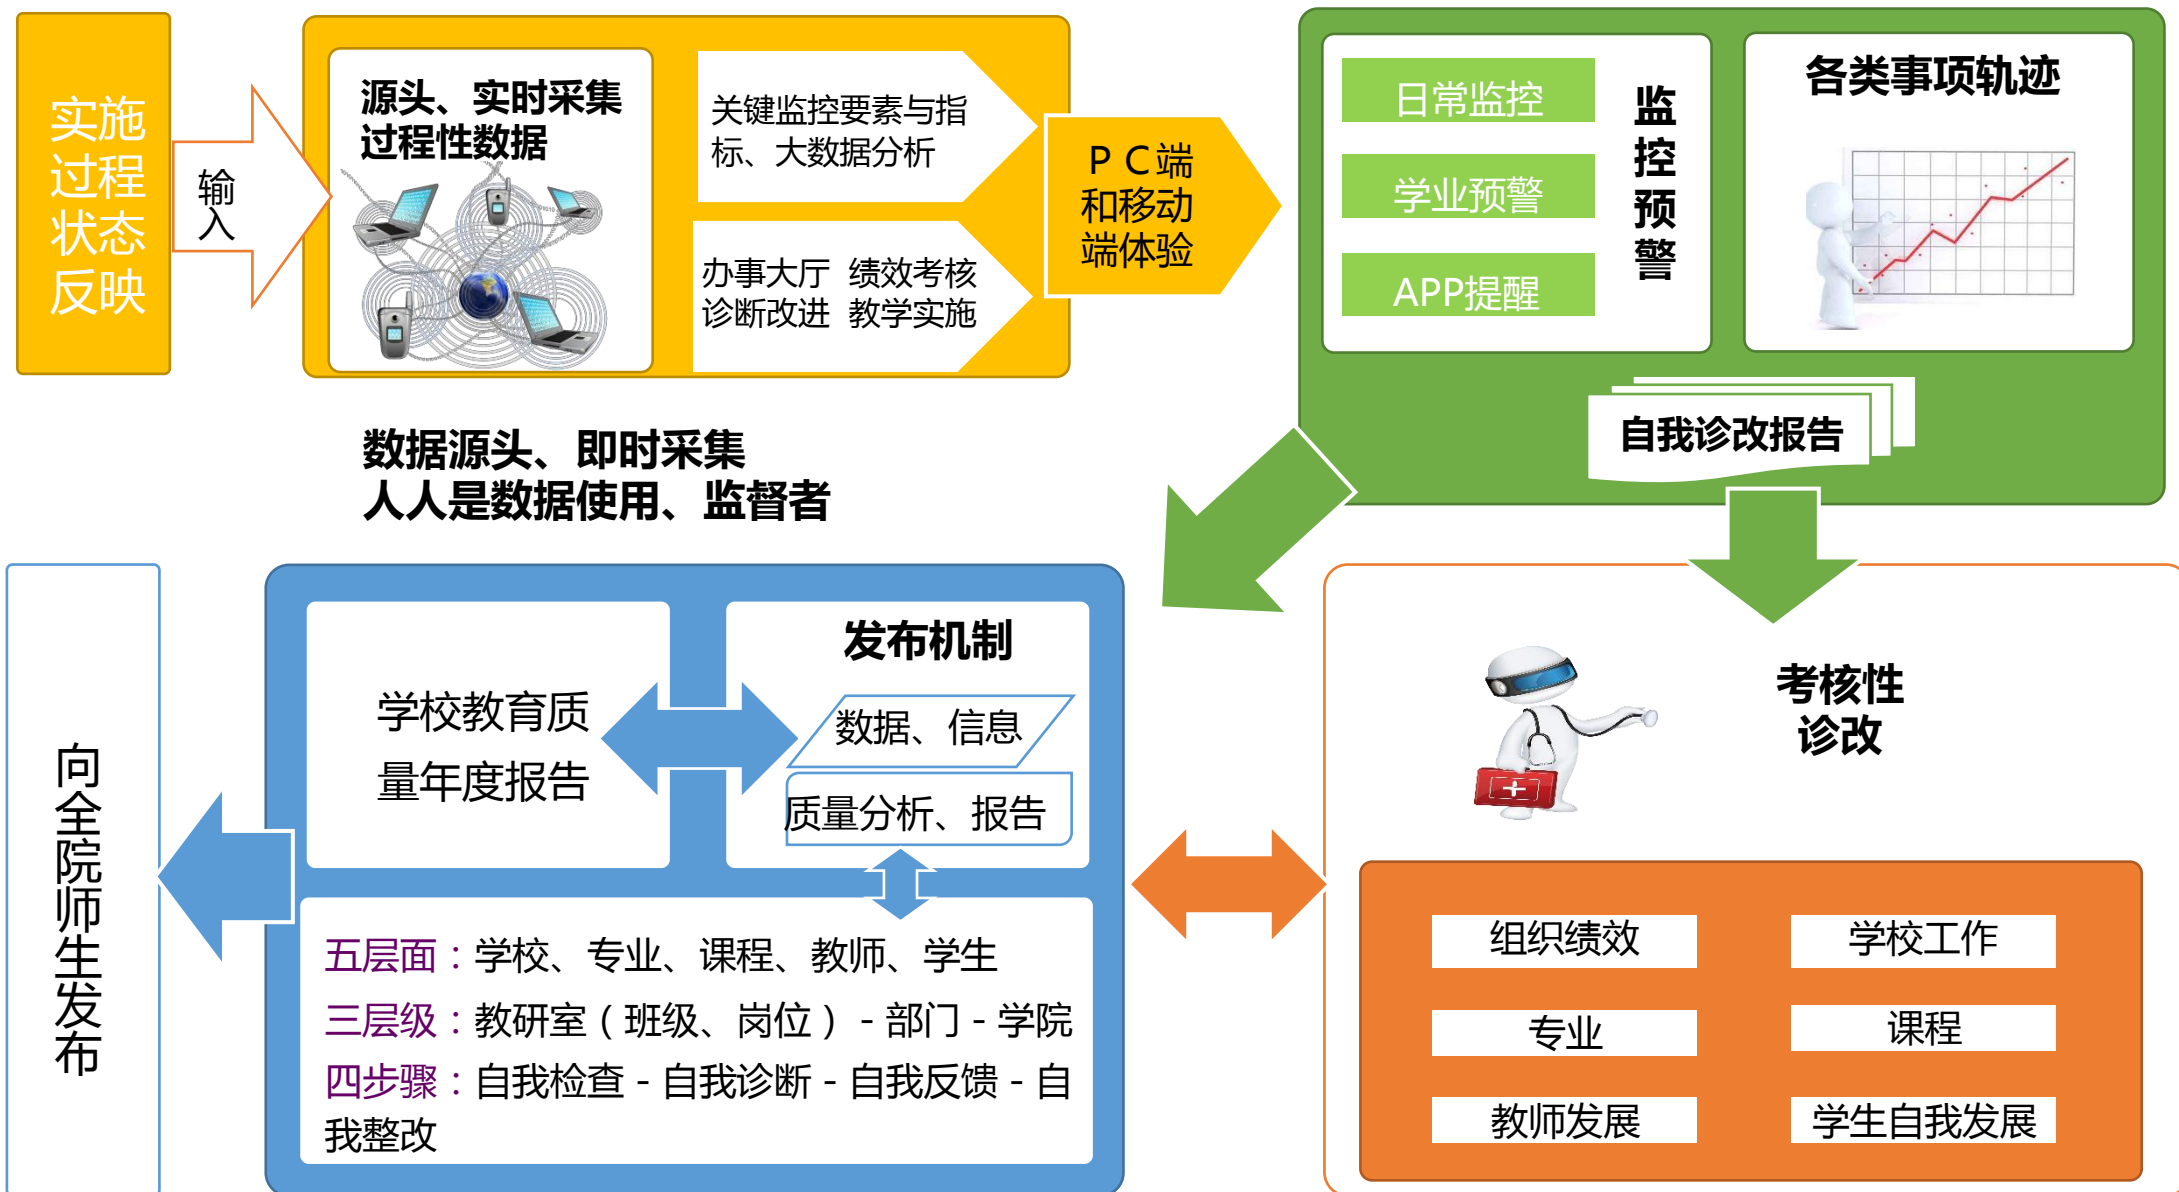 实施
过程
状态
反映
输
入
源头、实时采集
过程性数据
关键监控要素与指
标、大数据分析
办事大厅 绩效考核
诊断改进 教学实施
ＰＣ端
和移动
端体验
日常监控
学业预警
APP提醒
监
控
预
警
各类事项轨迹
自我诊改报告
数据源头、即时采集
人人是数据使用、监督者
向
全
院
师
生
发
布
学校教育质
量年度报告
发布机制
数据、信息
质量分析、报告
五层面：学校、专业、课程、教师、学生
三层级：教研室（班级、岗位）-部门-学院
四步骤：自我检查-自我诊断-自我反馈-自
我整改
考核性
诊改
组织绩效
学校工作
专业
课程
教师发展
学生自我发展